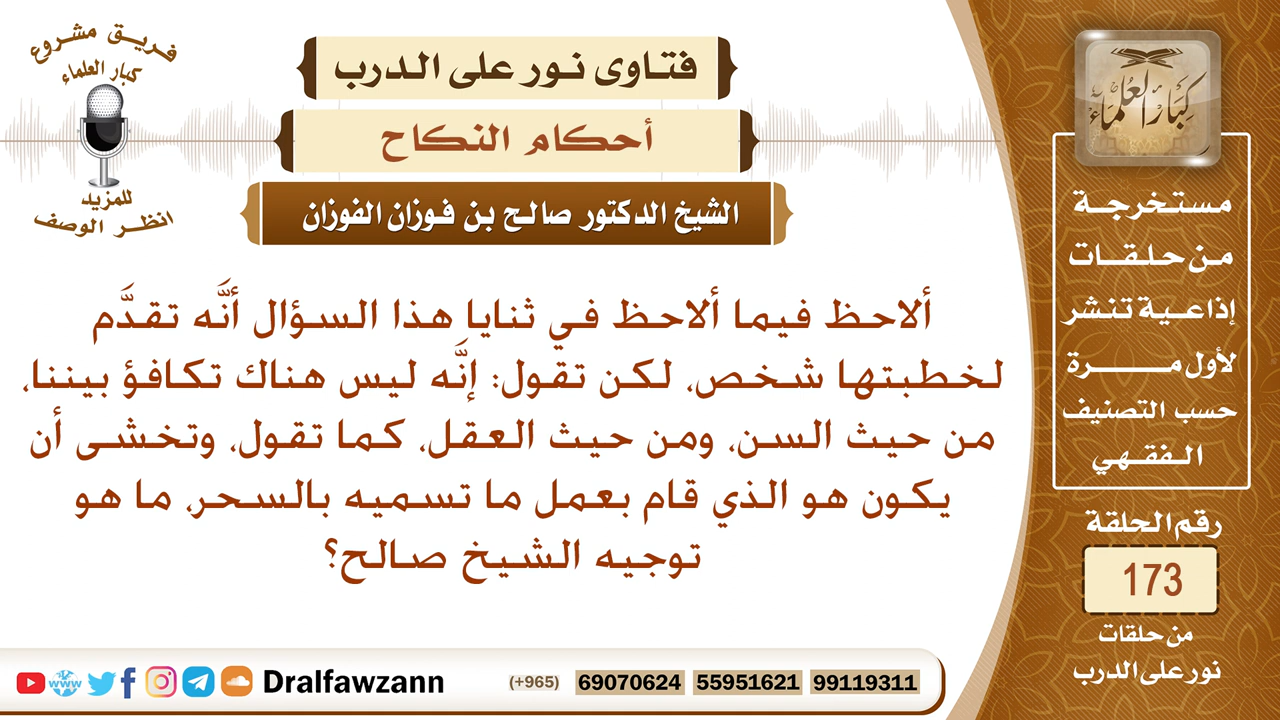 فريق مشروع
كبار العلماء
للمزيد
انظر الوصف
فتاوى نور على الدرب
أحكام النكاح
الشيخ الدكتور صالح بن فوزان الفوزان
ألاحظ فيما ألاحظ في ثنايا هذا السؤال أنَّه تقدَّم
لخطبتها شخص، لكن تقول: إنَّه ليس هناك تكافؤ بيننا،
من حيث السن، ومن حيث العقل، كما تقول، وتخشى أن
يكون هو الذي قام بعمل ما تسميه بالسحر، ما هو
توجيه الشيخ صالح؟
كبار العلماء
مستخرجة
من حلقات
إذاعية تنشر
لأول مرة
حسب التصنيف
الفقهي
رقم الحلقة
173
من حلقات
نور على الدرب
www Dralfawzann (+965) 69070624 55951621 99119311